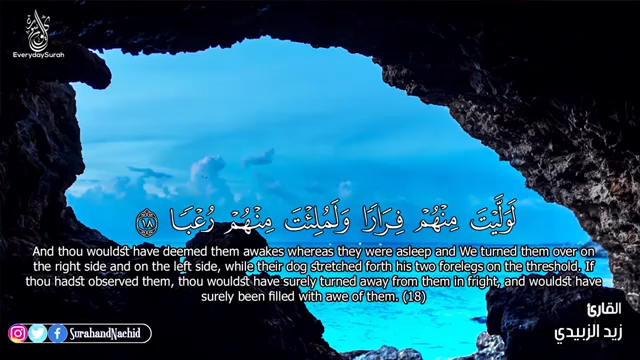 EverydaySurah
لَوَلَّيْتَ مِنْهُمْ فِرَارًا وَلَمُلِئْتَ مِنْهُمْ رُعْبًا ١٨
And thou wouldst have deemed them awakes whereas they were asleep and We turned them over on
the right side and on the left side, while their dog stretched forth his two forelegs on the threshold. If
thou hadst observed them, thou wouldst have surely turned away from them in fright, and wouldst have
surely been filled with awe of them. (18)
القارئ
زيد الزبيدي
SurahandNachid